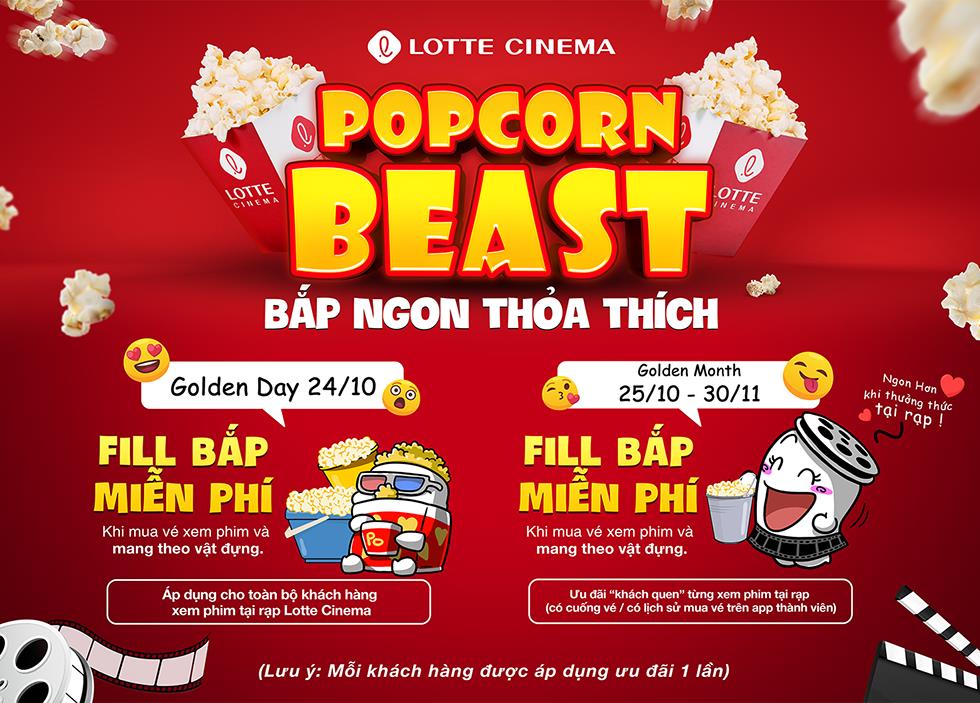 LOTTE CINEMA
POPCORN
BEAST
LOTTE
CINEMA
LOTTE
CINEMA
BẮP NGON THỎA THÍCH
Golden Day 24/10
FILL BẮP
MIỄN PHÍ
Khi mua vé xem phim và
mang theo vật đựng.
Po
Áp dụng cho toàn bộ khách hàng
xem phim tại rạp Lotte Cinema
Golden Month
25/10 - 30/11
Ngon Hơn
khi thưởng thức
tại rạp !
FILL BẮP
MIỄN PHÍ
Khi mua vé xem phim và
mang theo vật đựng.
Ưu đãi “khách quen” từng xem phim tại rạp
(có cuống vé / có lịch sử mua vé trên app thành viên)
(Lưu ý: Mỗi khách hàng được áp dụng ưu đãi 1 lần)